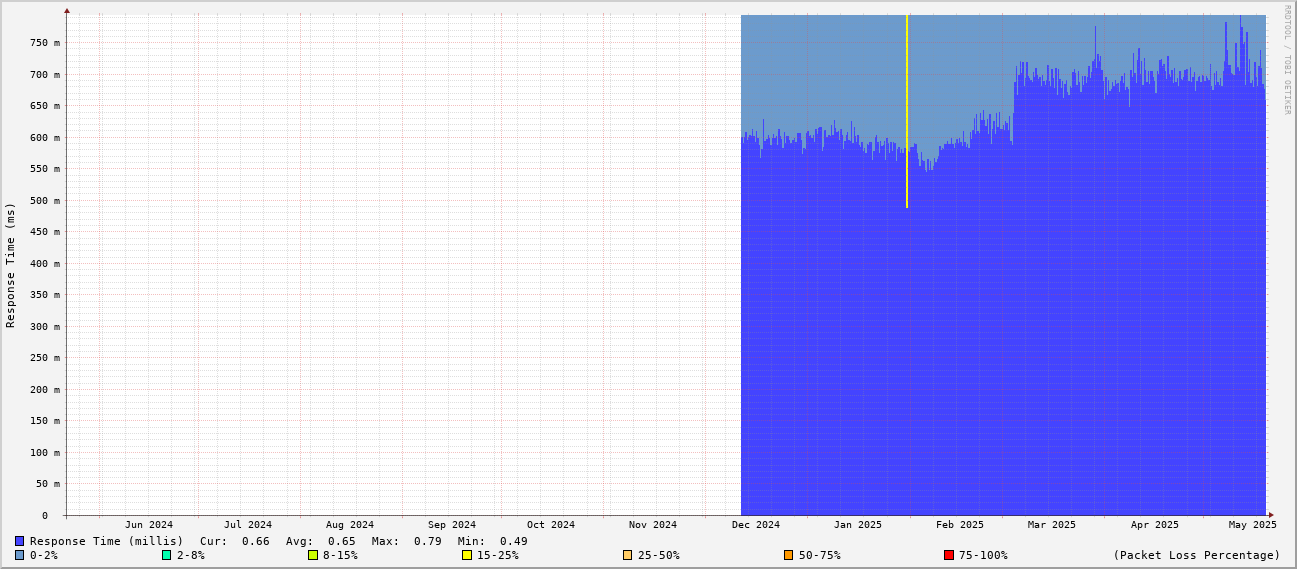 RRDTOOL / TOBI OETIKER
Response Time (ms)
750 m
700 m
650 m
600 m
550 m
500 m
450 m
400 m
350 m
300 m
250 m
200 m
150 m
100 m
50 m
0
Jun 2024 Jul 2024 Aug 2024 Sep 2024 Oct 2024 Nov 2024 Dec 2024 Jan 2025 Feb 2025 Mar 2025 Apr 2025 May 2025
Response Time (millis) Cur: 0.66 Avg: 0.65 Max: 0.79 Min: 0.49
0-2% 2-8% 8-15% 15-25% 25-50% 50-75% 75-100% (Packet Loss Percentage)